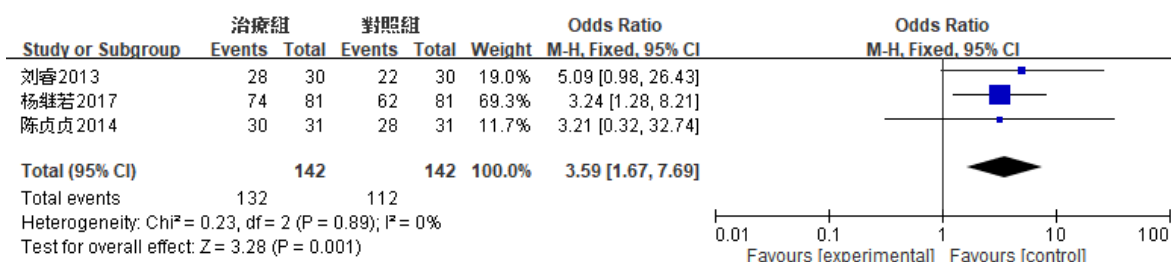 治療組 對照組 Odds Ratio Odds Ratio
Study or Subgroup Events Total Events Total Weight M-H, Fixed, 95% CI M-H, Fixed, 95% CI
刘睿2013 28 30 22 30 19.0% 5.09 [0.98, 26.43]
杨继若2017 74 81 62 81 69.3% 3.24 [1.28, 8.21]
陈贞贞2014 30 31 28 31 11.7% 3.21 [0.32, 32.74]
Total (95% CI) 142 142 100.0% 3.59 [1.67, 7.69]
Total events 132 112
Heterogeneity: Chi² = 0.23, df = 2 (P = 0.89); I² = 0%
Test for overall effect: Z = 3.28 (P = 0.001)
0.01 0.1 1 10 100
Favours [experimental] Favours [control]